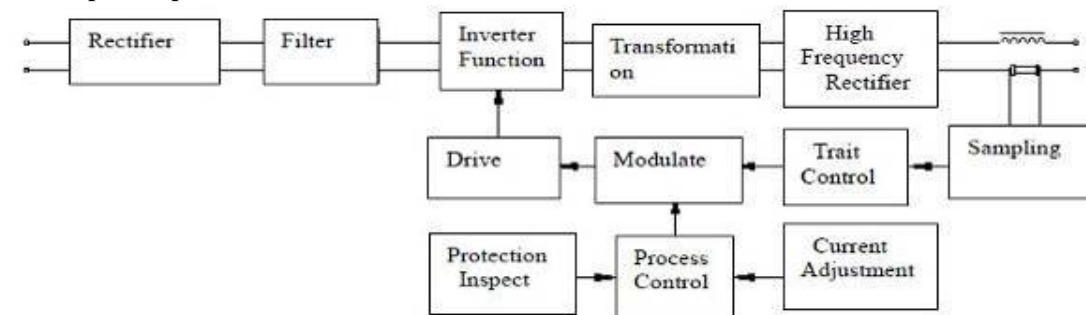 Rectifier
Filter
Inverter
Function
Transformati
on
High
Frequency
Rectifier
Drive
Modulate
Trait
Control
Sampling
Protection
Inspect
Process
Control
Current
Adjustment